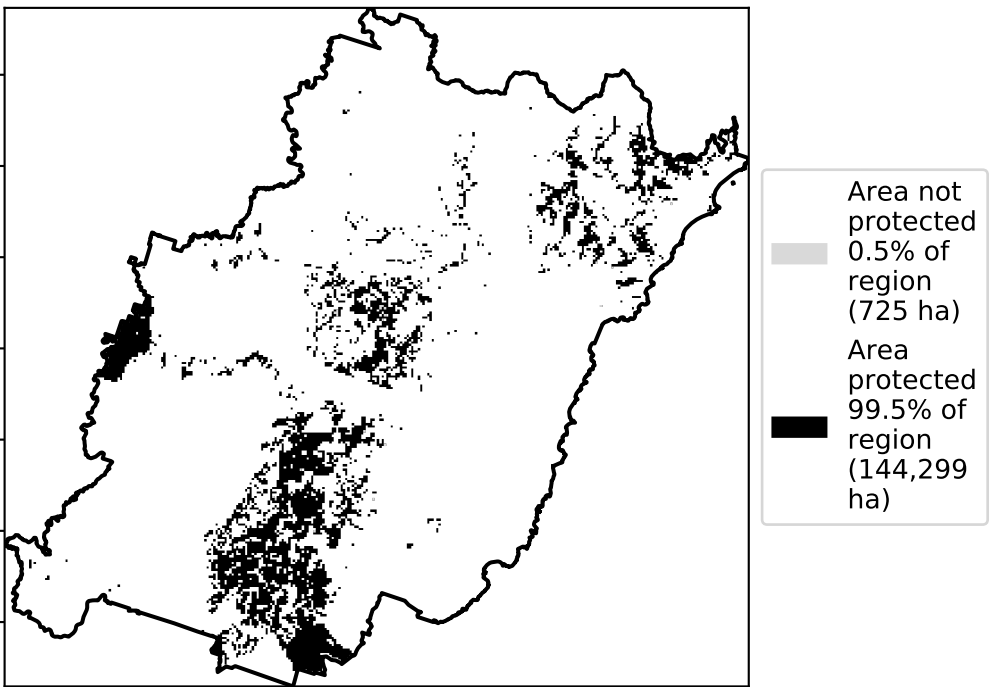 Area not
protected
0.5% of
region
(725 ha)
Area
protected
99.5% of
region
(144,299
ha)